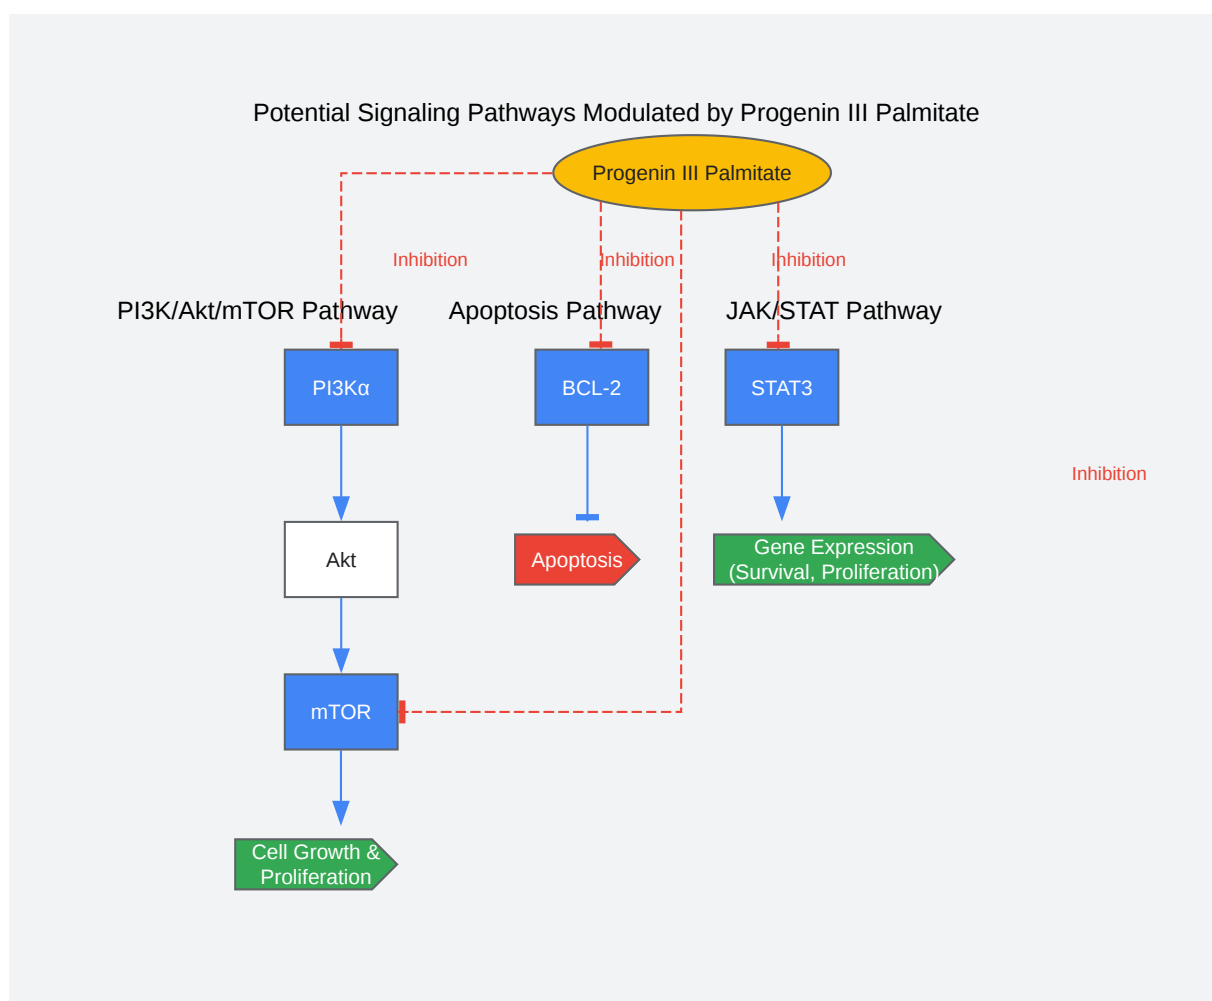 Potential Signaling Pathways Modulated by Progenin III Palmitate
Progenin III Palmitate
Inhibition
Inhibition
Inhibition
PI3K/Akt/mTOR Pathway
Apoptosis Pathway
JAK/STAT Pathway
PI3Kα
BCL-2
STAT3
Inhibition
Akt
Apoptosis
Gene Expression
(Survival, Proliferation)
mTOR
Cell Growth &
Proliferation